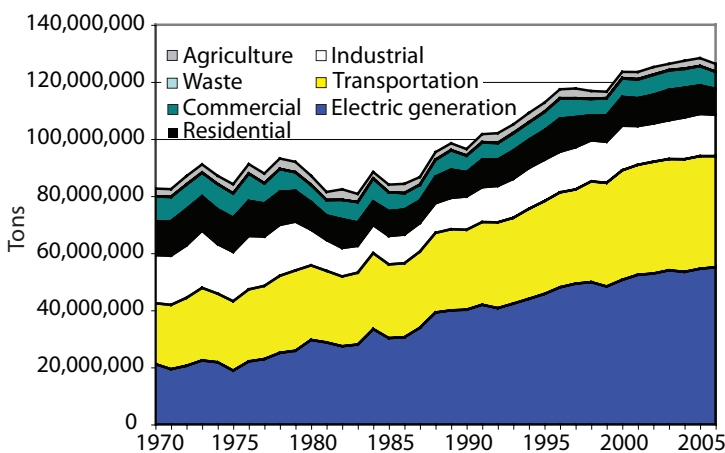 140,000,000
120,000,000
100,000,000
80,000,000
60,000,000
40,000,000
20,000,000
0
Tons
Agriculture Industrial
Waste Transportation
Commercial Electric generation
Residential
1970 1975 1980 1985 1990 1995 2000 2005